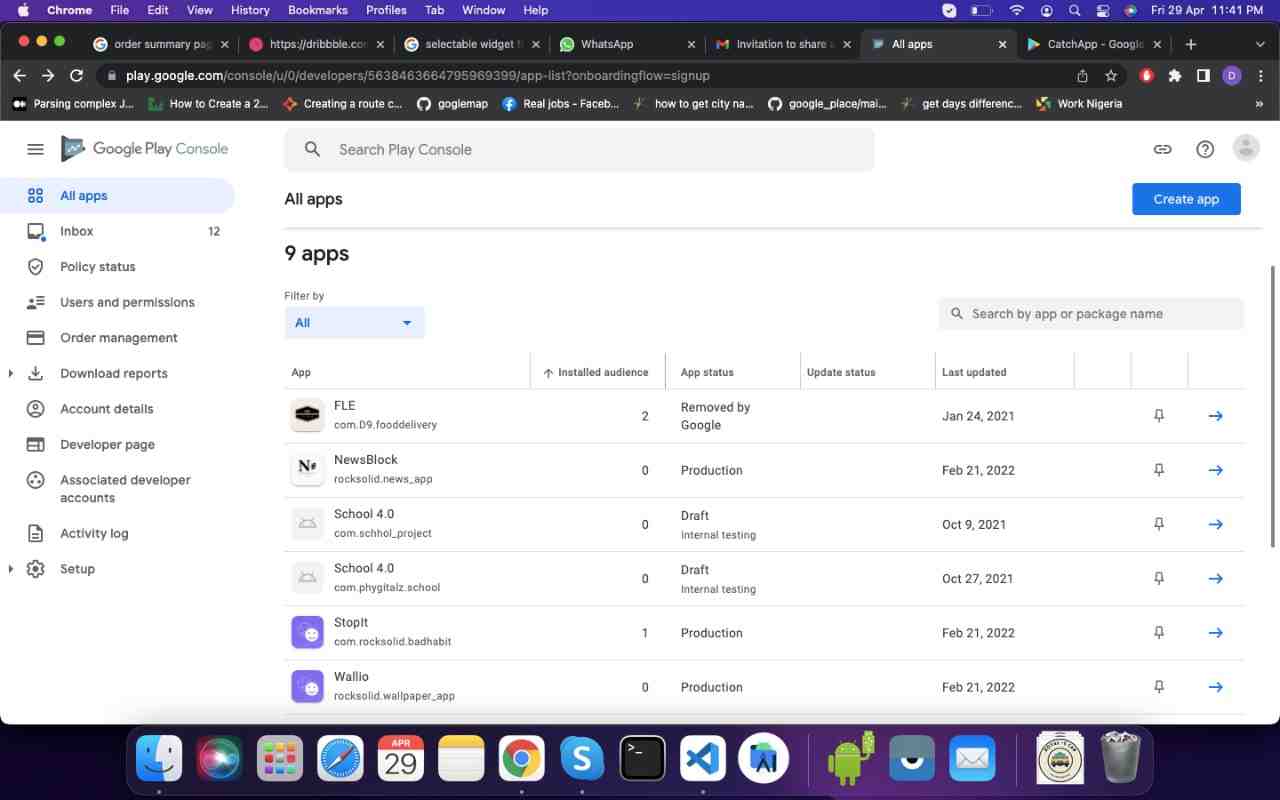 Chrome File Edit View History Bookmarks Profiles Tab Window Help Fri 29 Apr 11:41 PM
order summary pag https://dribbble.con selectable widget f WhatsApp Invitation to share a All apps CatchApp - Google
play.google.com/console/u/0/developers/5638463664795969399/app-list?onboardingflow=signup D
Parsing complex J... How to Create a 2... Creating a route c... goglemap Real jobs - Faceb... how to get city na... google_place/mai... get days differenc... Work Nigeria »
Google Play Console
Search Play Console
All apps
Inbox 12
Policy status
Users and permissions
Order management
Download reports
Account details
Developer page
Associated developer
accounts
Activity log
Setup
All apps
Create app
9 apps
Filter by
All
Search by app or package name
App Installed audience App status Update status Last updated
FLE
com.D9.fooddelivery
2
Removed by
Google
Jan 24, 2021
N
NewsBlock
rocksolid.news_app
0
Production
Feb 21, 2022
School 4.0
com.schhol_project
0
Draft
Internal testing
Oct 9, 2021
School 4.0
com.phygitalz.school
0
Draft
Internal testing
Oct 27, 2021
StopIt
com.rocksolid.badhabit
1
Production
Feb 21, 2022
Wallio
rocksolid.wallpaper_app
0
Production
Feb 21, 2022
APR
29